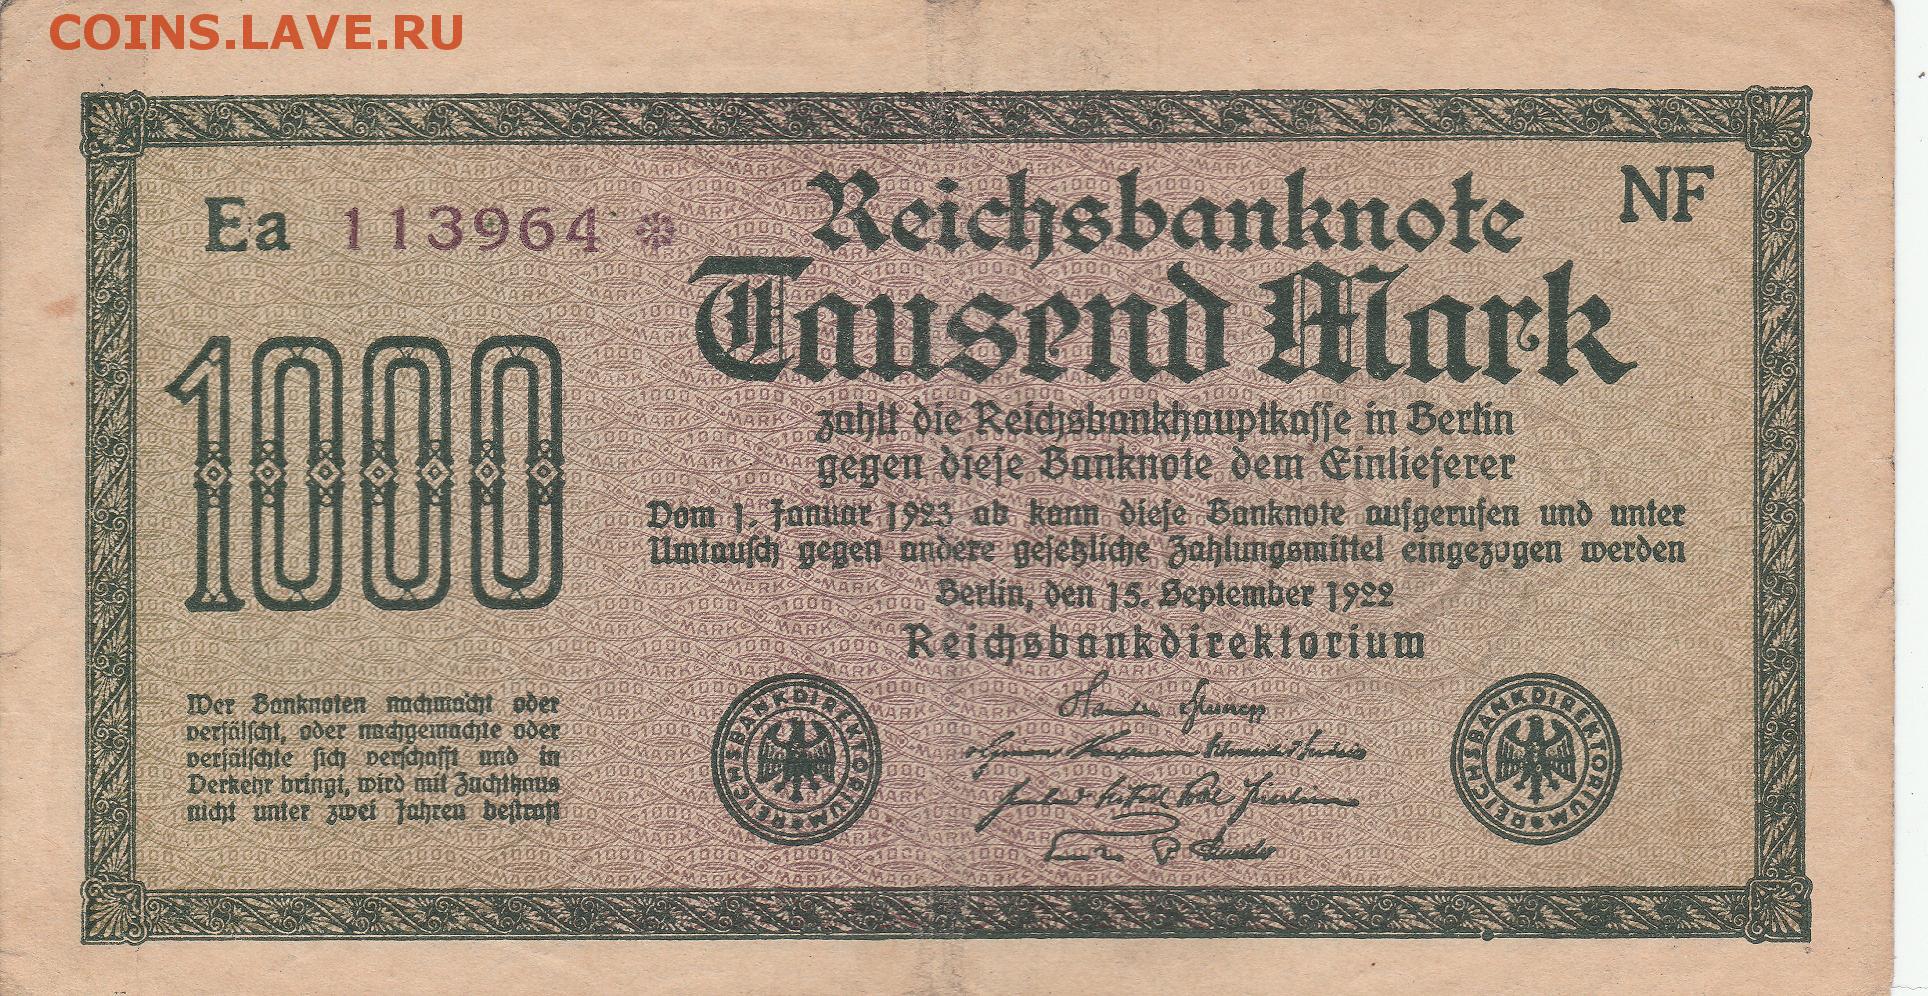 COINS.LAVE.RU
Ea 113964 *
NF
Reichsbanknote
Tausend Mark
1000
zahlt die Reichsbankhauptkasse in Berlin
gegen diese Banknote dem Einlieferer
Vom 1. Januar 1923 ab kann diese Banknote aufgerufen und unter
Umtausch gegen andere gesetzliche Zahlungsmittel eingezogen werden
Berlin, den 15. September 1922
Reichsbankdirektorium
Wer Banknoten nachmacht oder
verfälscht, oder nachgemachte oder
verfälschte sich verschafft und in
Verkehr bringt, wird mit Zuchthaus
nicht unter zwei Jahren bestraft
REICHSBANKDIREKTORIUM
REICHSBANKDIREKTORIUM